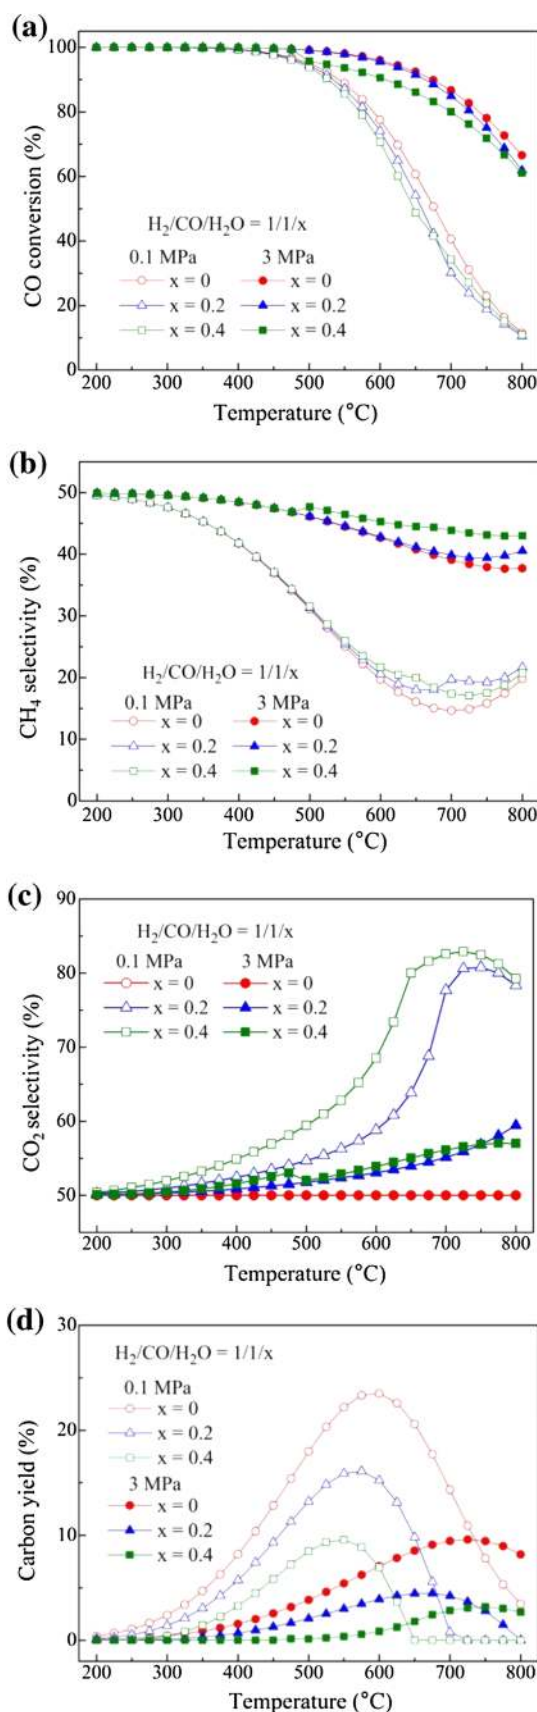 (a)
100
80
60
40
20
0
CO conversion (%)
H₂/CO/H₂O = 1/1/x
0.1 MPa 3 MPa
x = 0 x = 0
x = 0.2 x = 0.2
x = 0.4 x = 0.4
200 300 400 500 600 700 800
Temperature (°C)
(b)
50
40
30
20
15
0
CH₄ selectivity (%)
H₂/CO/H₂O = 1/1/x
0.1 MPa 3 MPa
x = 0 x = 0
x = 0.2 x = 0.2
x = 0.4 x = 0.4
200 300 400 500 600 700 800
Temperature (°C)
(c)
90
80
70
60
50
CO₂ selectivity (%)
H₂/CO/H₂O = 1/1/x
0.1 MPa 3 MPa
x = 0 x = 0
x = 0.2 x = 0.2
x = 0.4 x = 0.4
200 300 400 500 600 700 800
Temperature (°C)
(d)
30
20
10
0
Carbon yield (%)
H₂/CO/H₂O = 1/1/x
0.1 MPa
x = 0
x = 0.2
x = 0.4
3 MPa
x = 0
x = 0.2
x = 0.4
200 300 400 500 600 700 800
Temperature (°C)